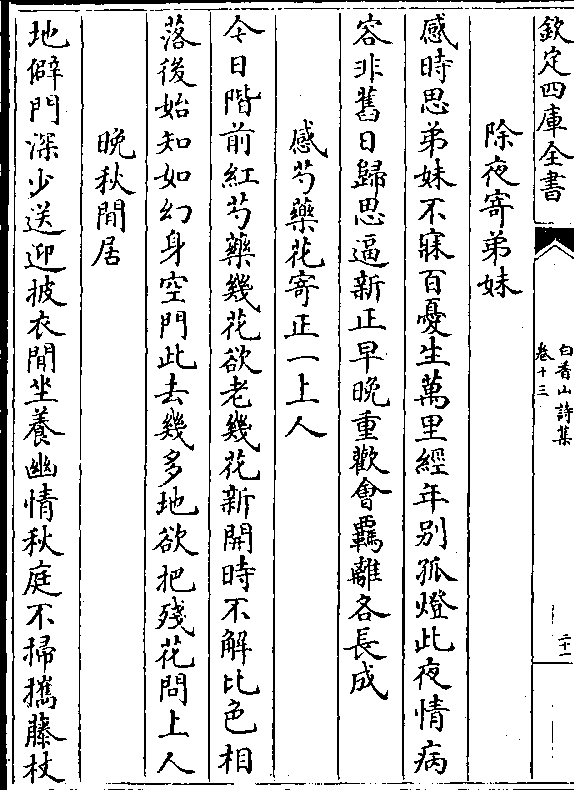 欽定四庫全書
白香山詩集
卷十三
二十一
除夜寄弟妹
感時思弟妹不寐百憂生萬里經年别孤燈此夜情病
容非舊日歸思逼新正早晚重歡會羈離各長成
感芍藥花寄正一上人
今日階前紅芍藥幾花欲老幾花新開時不解比色相
落後始知如幻身空門此去幾多地欲把殘花問上人
晚秋閒居
地僻門深少送迎披衣閒坐養幽情秋庭不掃攜藤杖